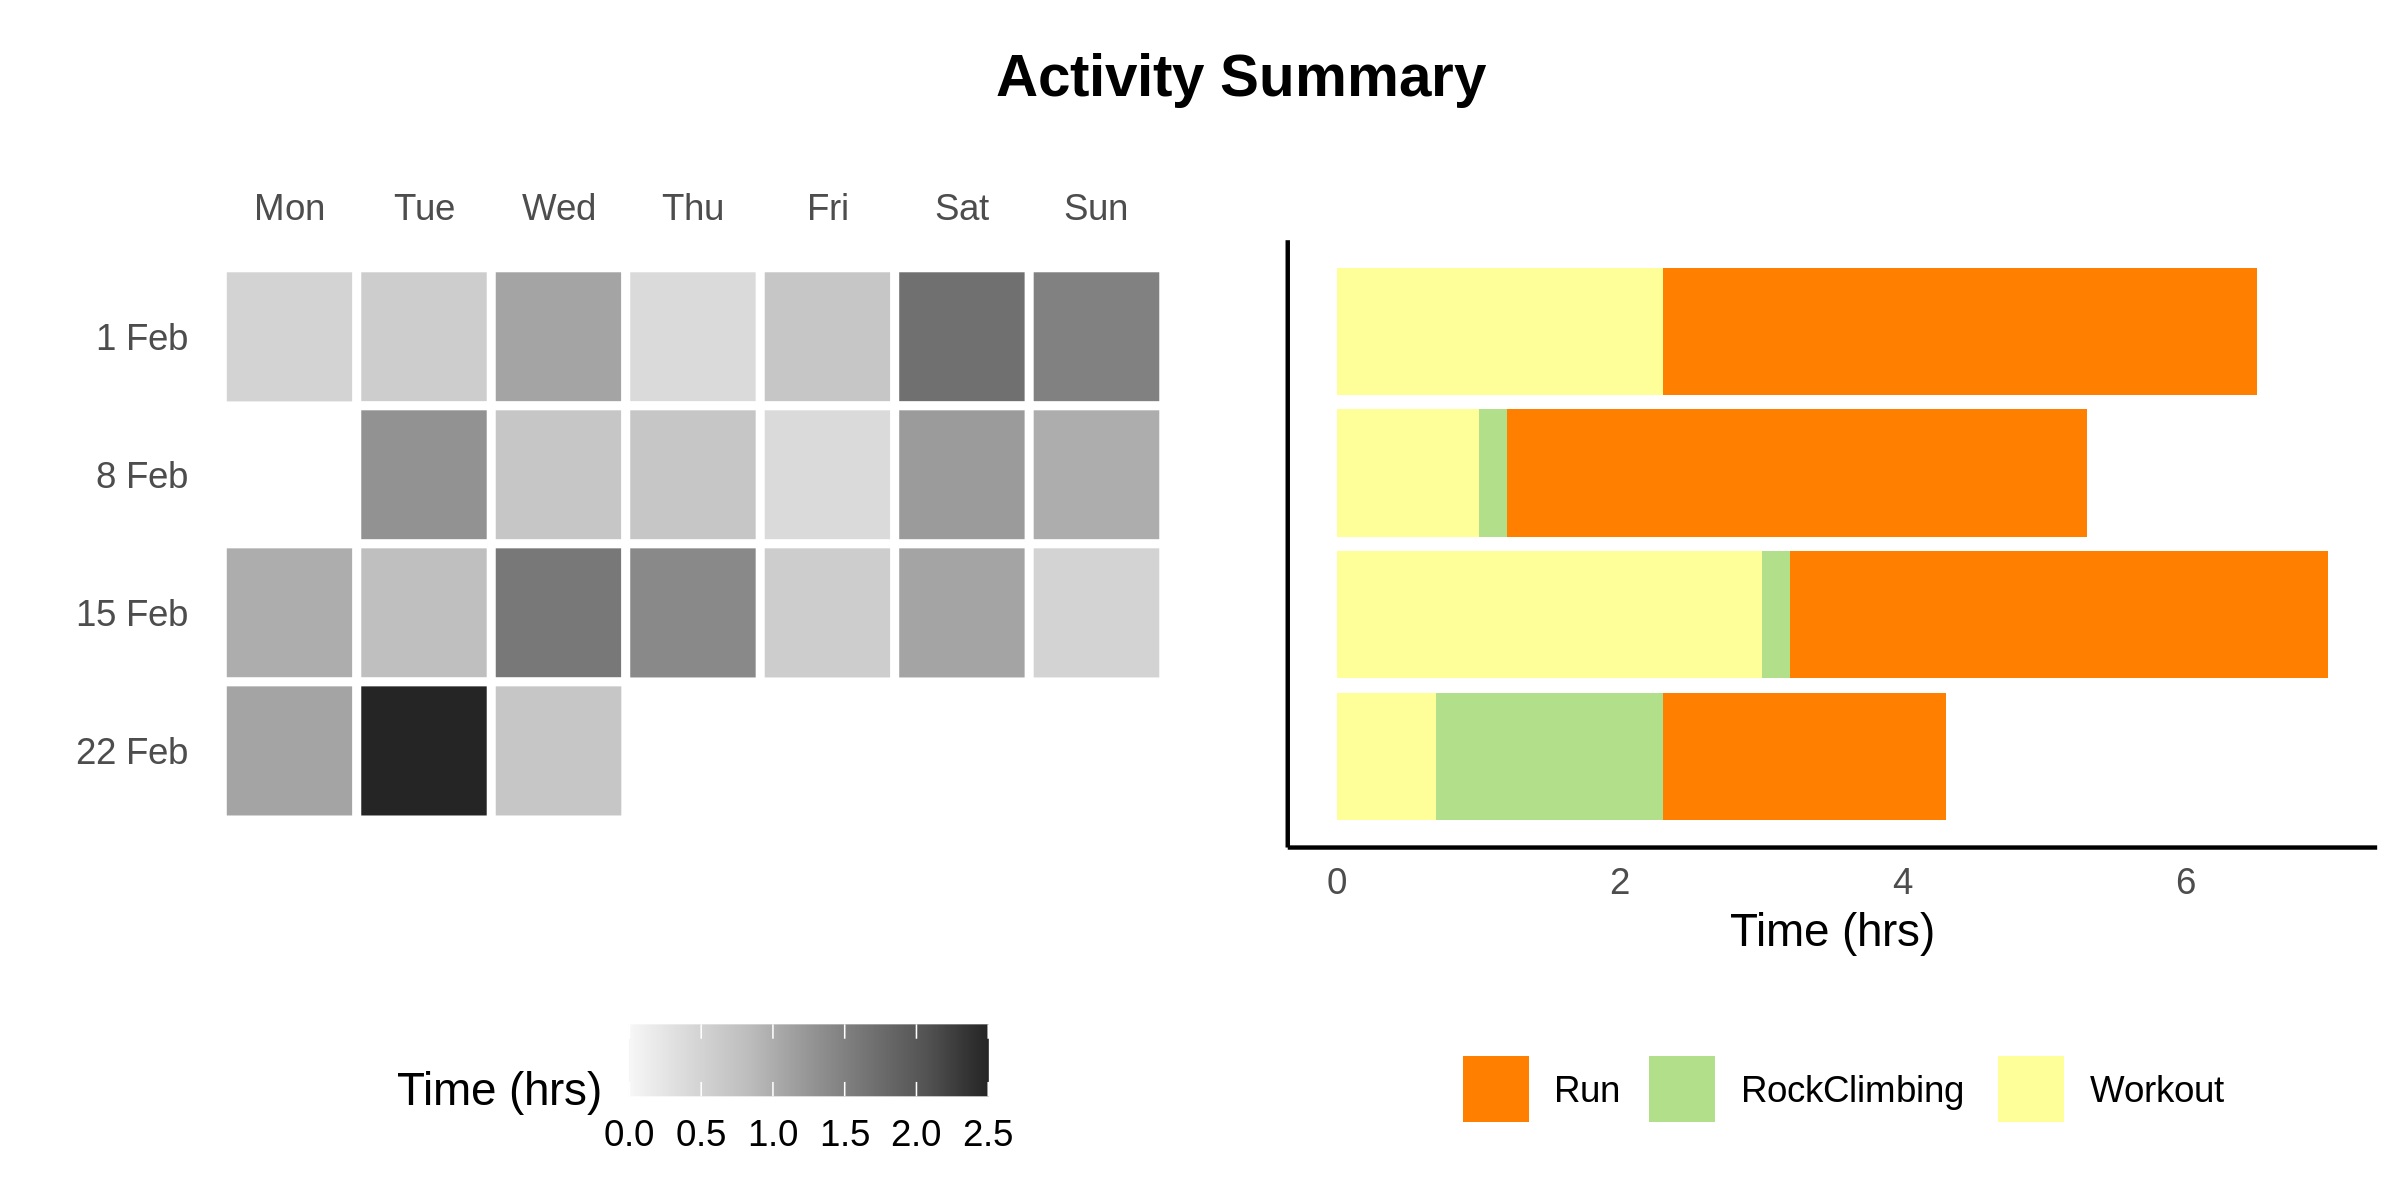 Activity Summary
Mon Tue Wed Thu Fri Sat Sun
1 Feb
8 Feb
15 Feb
22 Feb
0 2 4 6
Time (hrs)
Time (hrs)
0.0 0.5 1.0 1.5 2.0 2.5
Run RockClimbing Workout